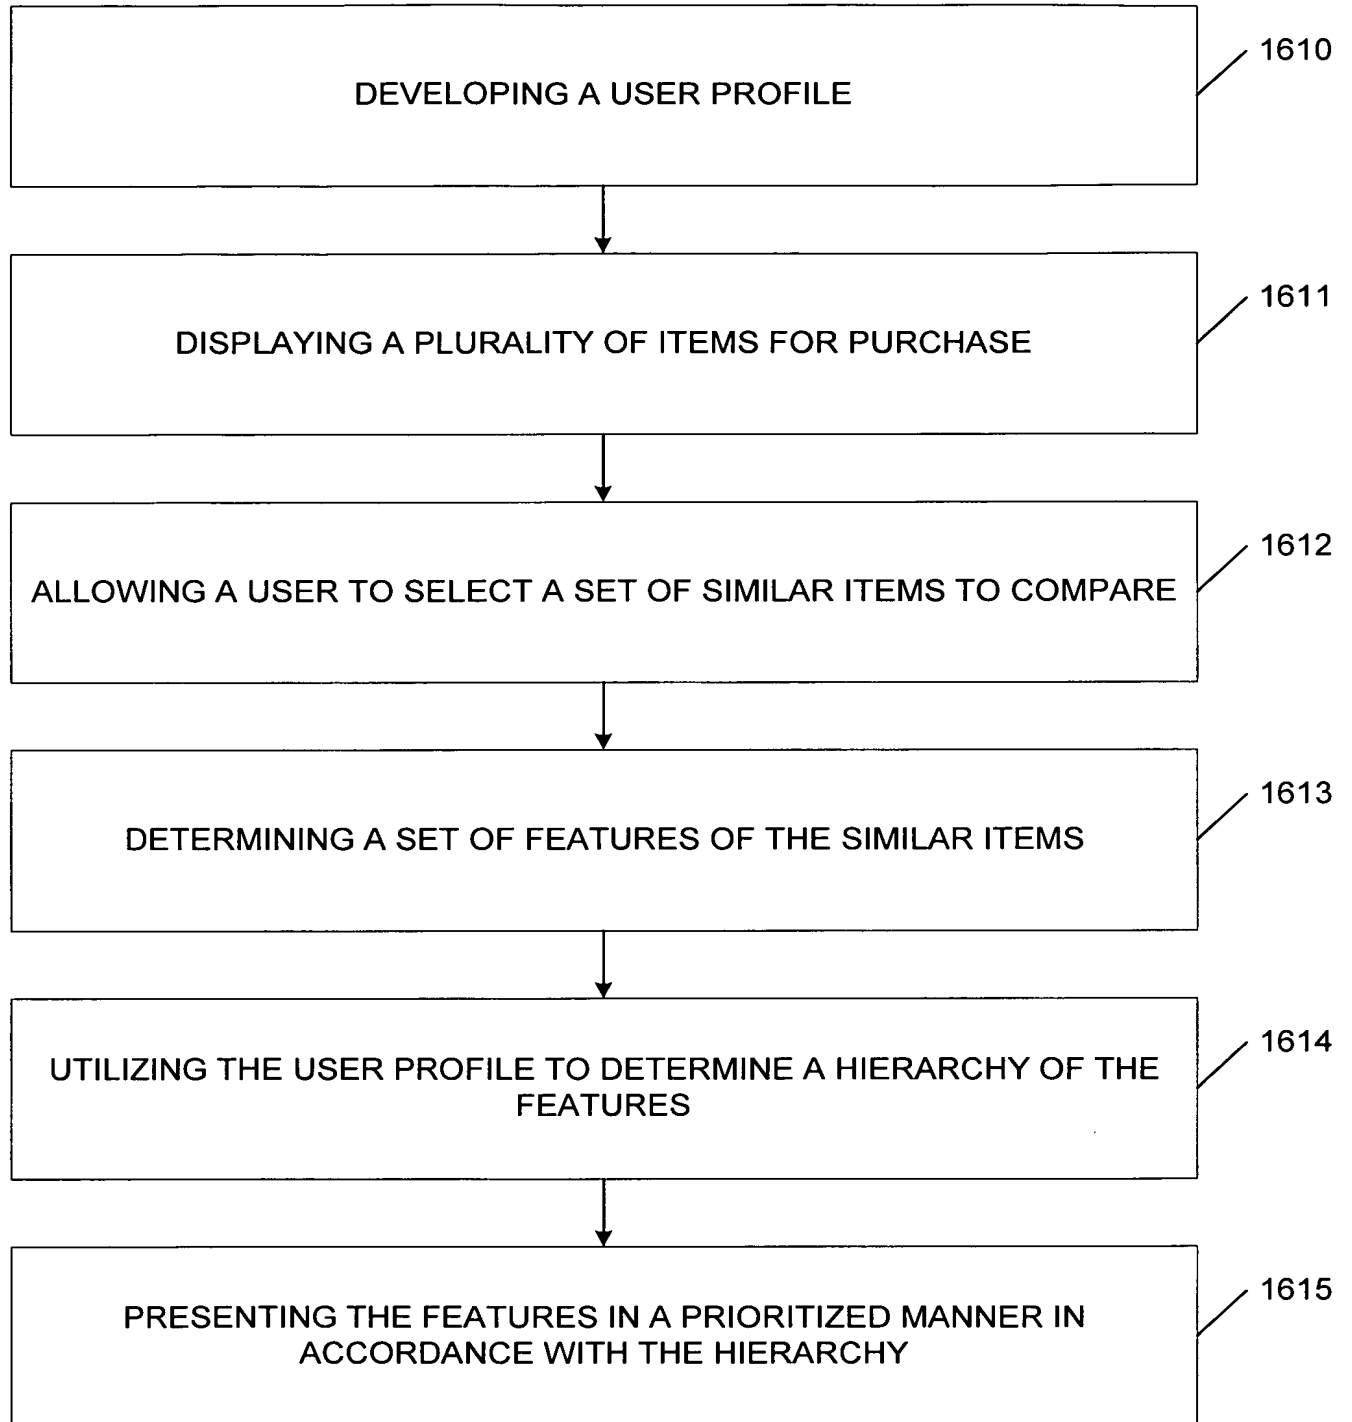 DEVELOPING A USER PROFILE
1610
DISPLAYING A PLURALITY OF ITEMS FOR PURCHASE
1611
ALLOWING A USER TO SELECT A SET OF SIMILAR ITEMS TO COMPARE
1612
DETERMINING A SET OF FEATURES OF THE SIMILAR ITEMS
1613
UTILIZING THE USER PROFILE TO DETERMINE A HIERARCHY OF THE
FEATURES
1614
PRESENTING THE FEATURES IN A PRIORITIZED MANNER IN
ACCORDANCE WITH THE HIERARCHY
1615